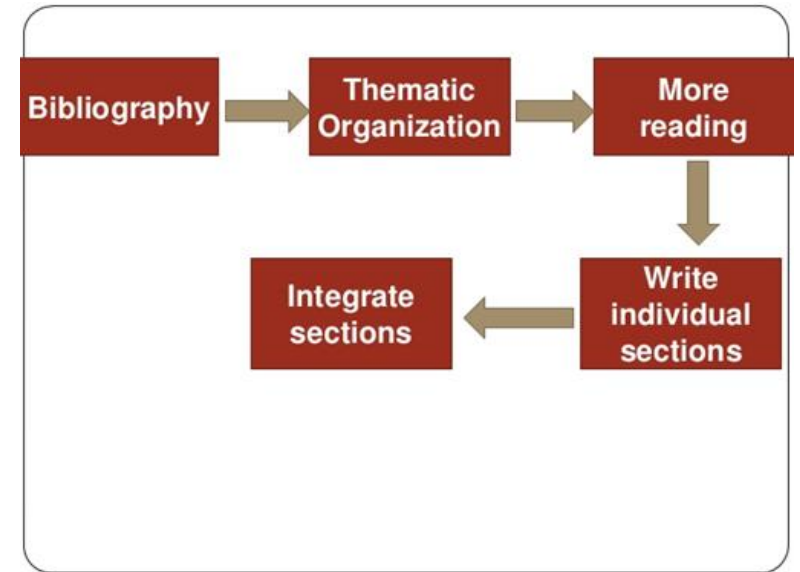 Bibliography
Thematic
Organization
More
reading
Write
individual
sections
Integrate
sections